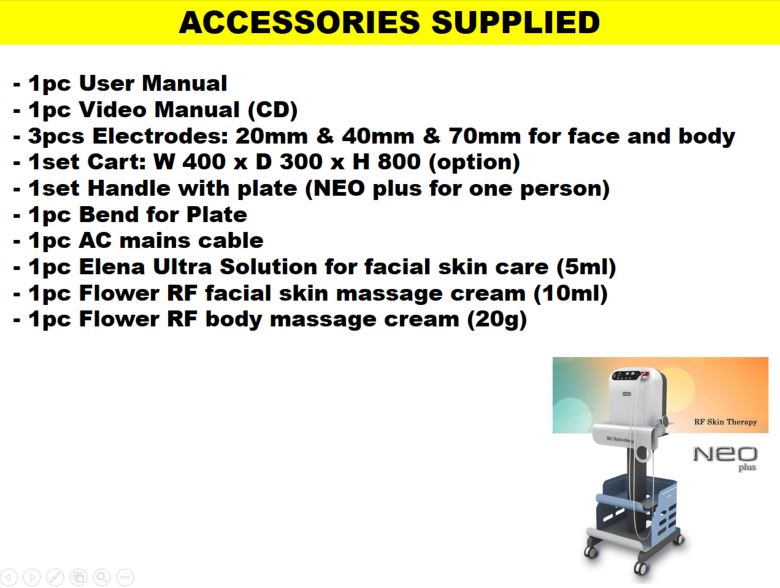 ACCESSORIES SUPPLIED
- 1pc User Manual
- 1pc Video Manual (CD)
- 3pcs Electrodes: 20mm & 40mm & 70mm for face and body
- 1set Cart: W 400 x D 300 x H 800 (option)
- 1set Handle with plate (NEO plus for one person)
- 1pc Bend for Plate
- 1pc AC mains cable
- 1pc Elena Ultra Solution for facial skin care (5ml)
- 1pc Flower RF facial skin massage cream (10ml)
- 1pc Flower RF body massage cream (20g)
RF Skin Therapy
NEO
plus